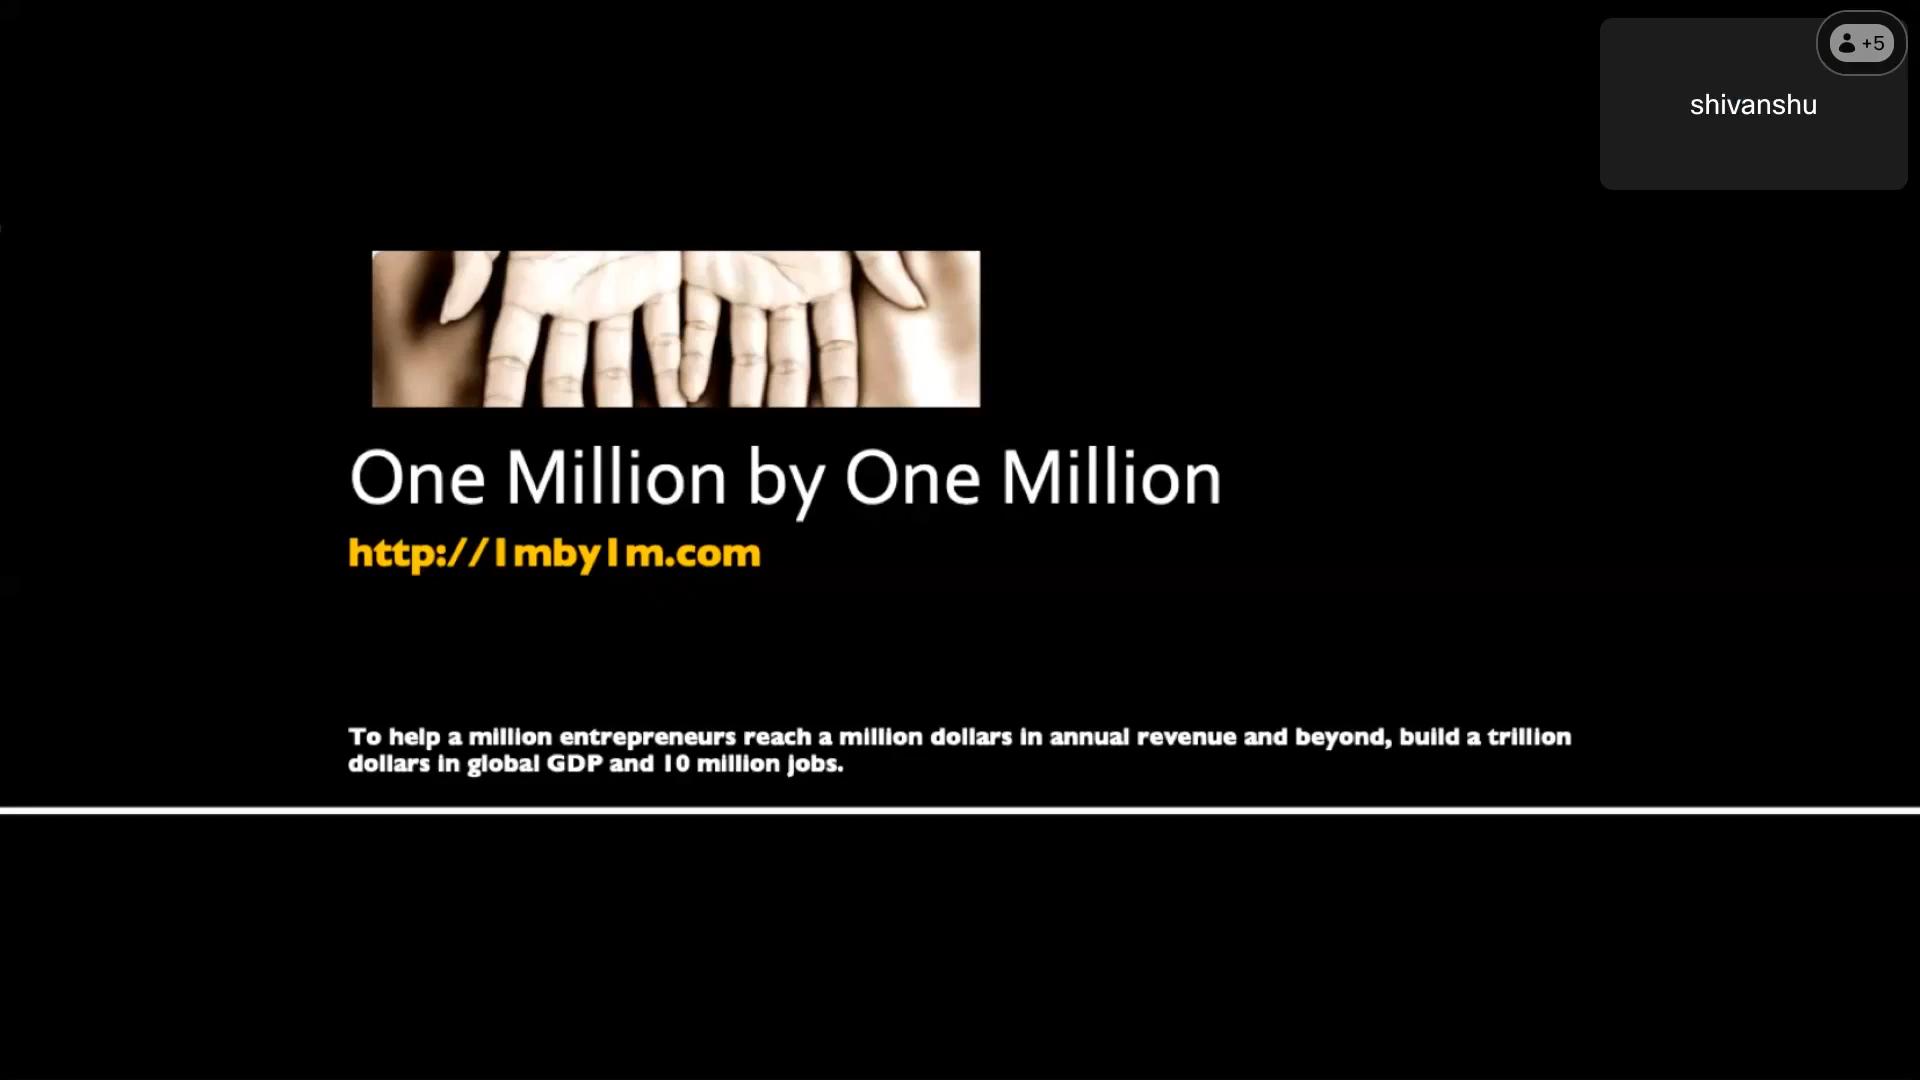 +5
shivanshu
One Million by One Million
http://1mby1m.com
To help a million entrepreneurs reach a million dollars in annual revenue and beyond, build a trillion
dollars in global GDP and 10 million jobs.